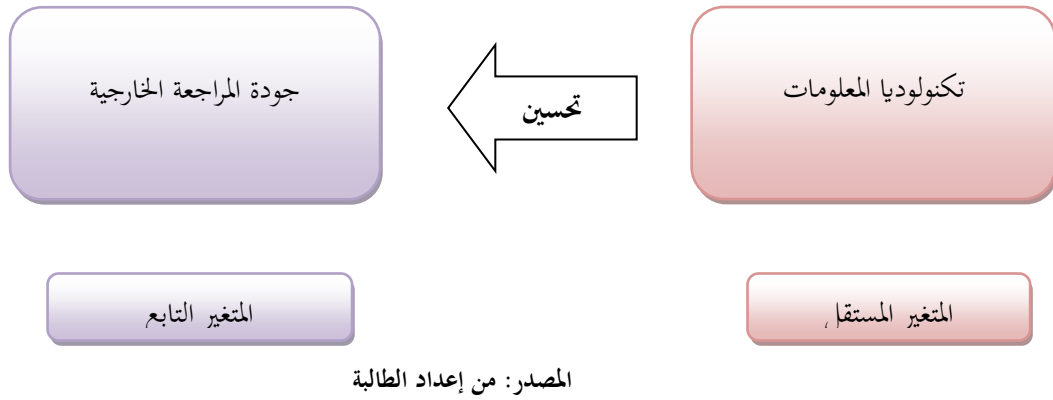 تكنولوديا المعلومات
تحسين
جودة المراجعة الخارجية
المتغير المستقل
المتغير التابع
المصدر: من إعداد الطالبة